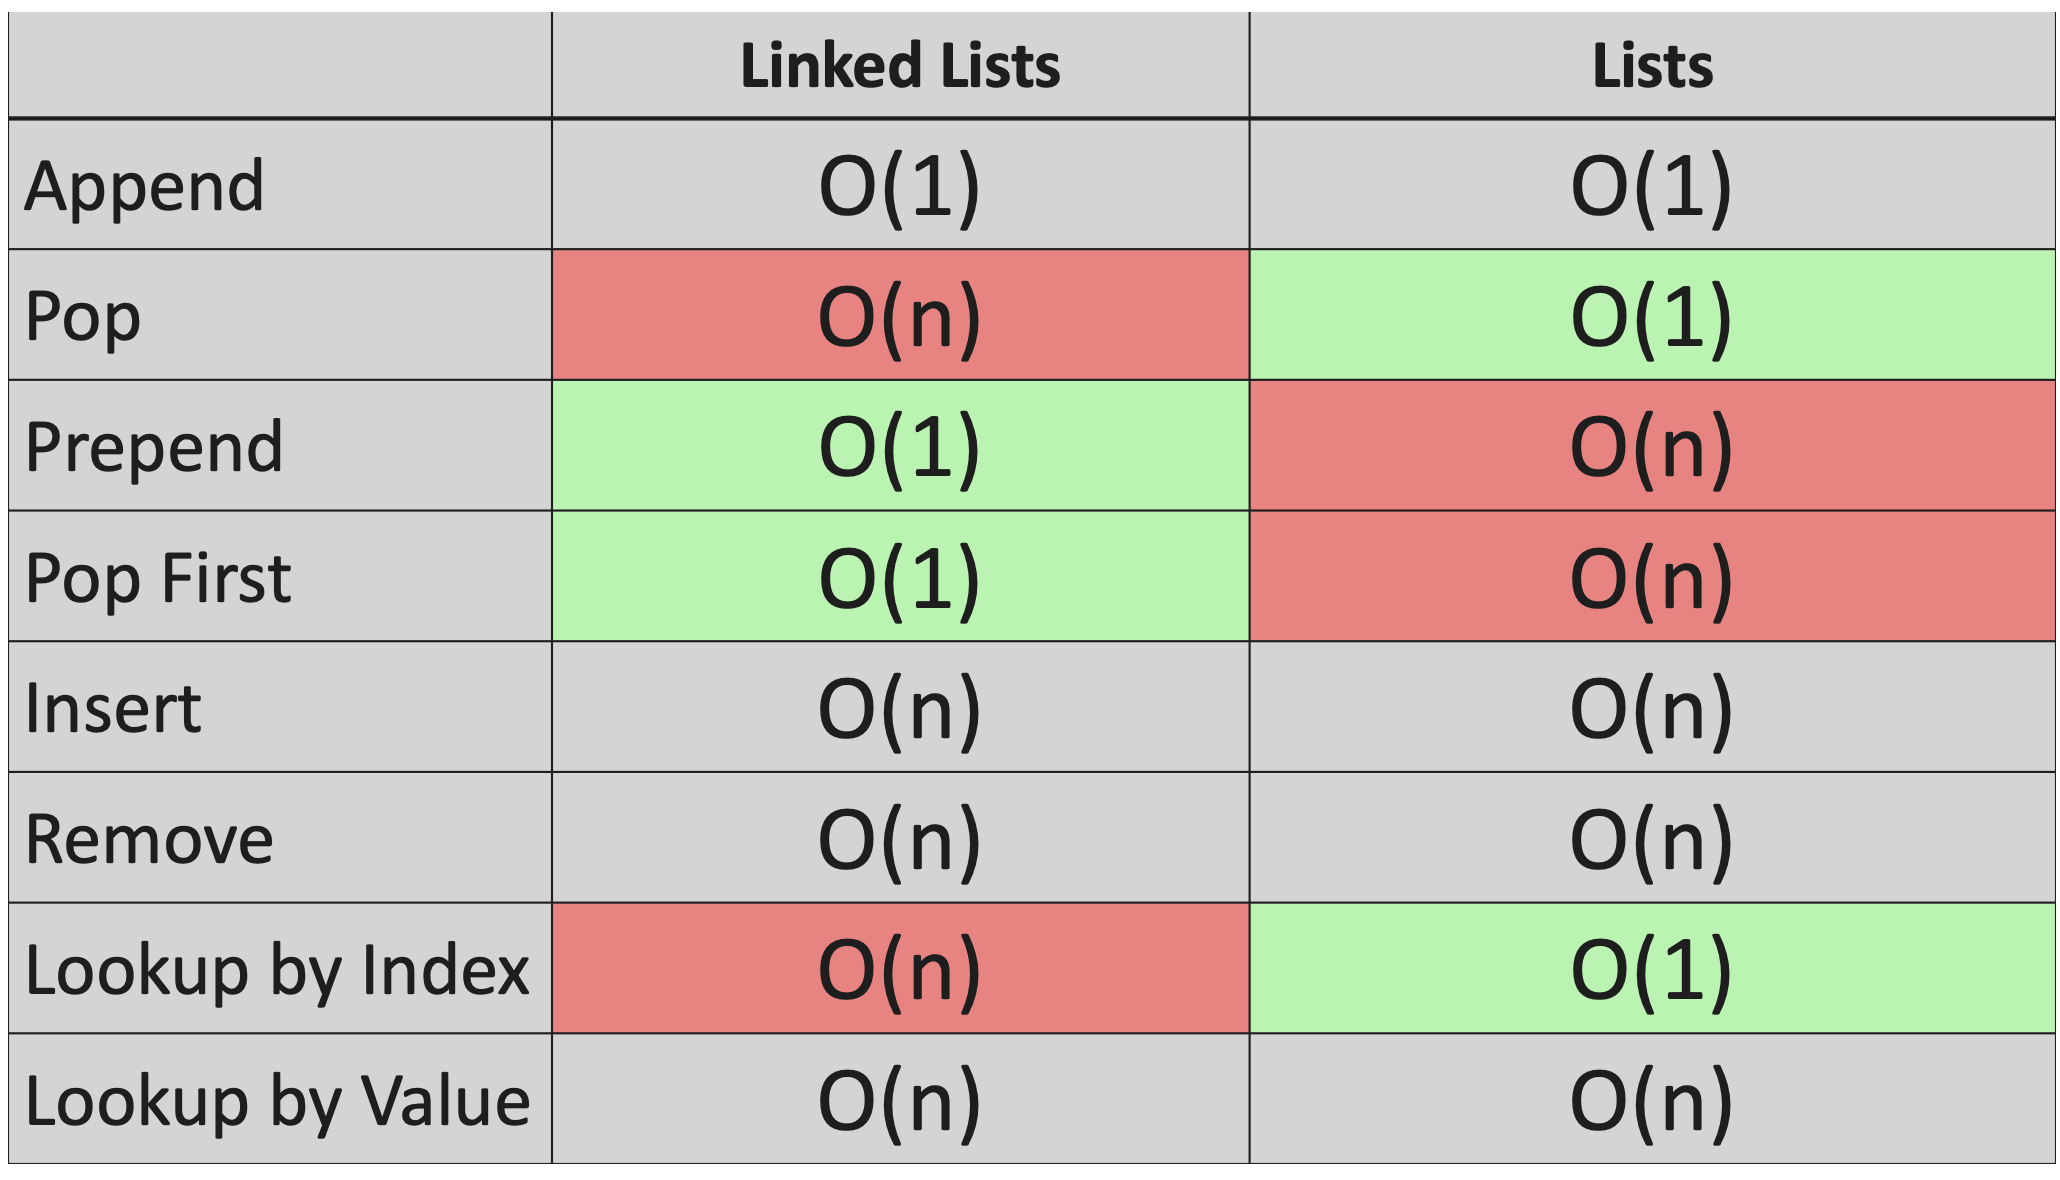 Linked Lists Lists
Append O(1) O(1)
Pop O(n) O(1)
Prepend O(1) O(n)
Pop First O(1) O(n)
Insert O(n) O(n)
Remove O(n) O(n)
Lookup by Index O(n) O(1)
Lookup by Value O(n) O(n)